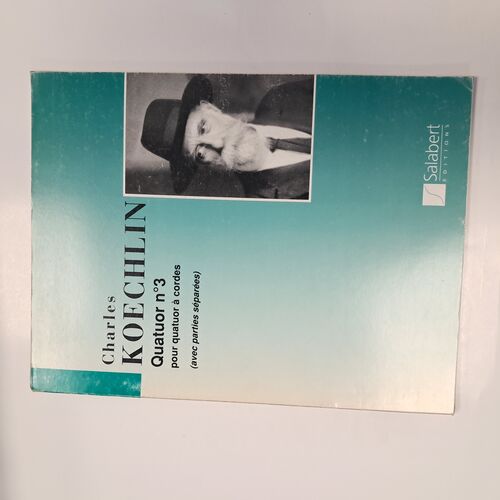 Charles
KOECHLIN
Quatuor n°3
pour quatuor à cordes
(avec parties séparées)
Salabert
EDITIONS